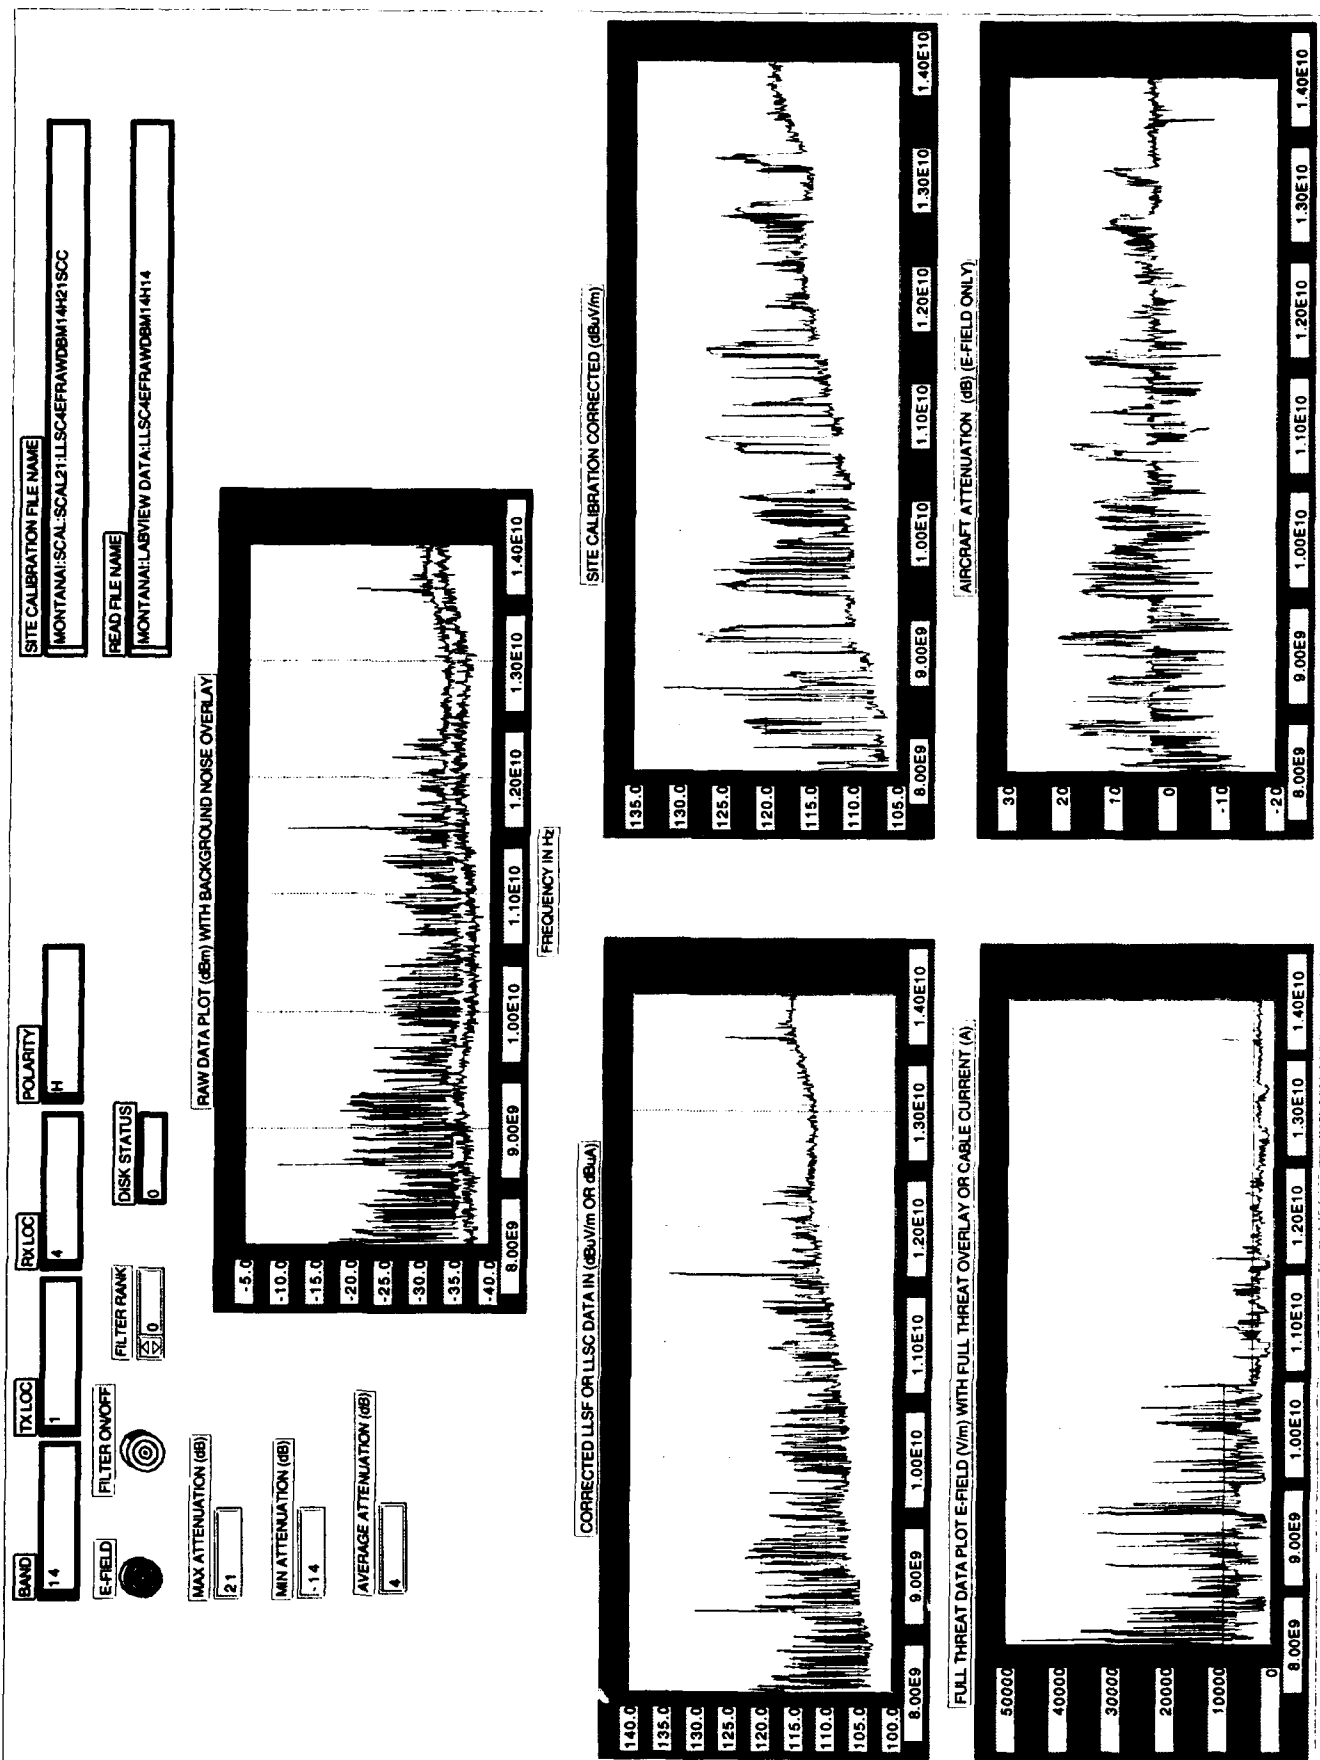 BAND
14
TX LOC
1
RX LOC
4
POLARITY
H
SITE CALIBRATION FILE NAME
MONTANAI:SCAL:SCAL21:LLSC4EFRAWDBM14H21SCC
E-FIELD
FILTER ON/OFF
FILTER RANK
0
DISK STATUS
0
READ FILE NAME
MONTANAI:LABVIEW DATA:LLSC4EFRAWDBM14H14
MAX ATTENUATION (dB)
21
MIN ATTENUATION (dB)
-14
AVERAGE ATTENUATION (dB)
4
RAW DATA PLOT (dBm) WITH BACKGROUND NOISE OVERLAY
-5.0
-10.0
-15.0
-20.0
-25.0
-30.0
-35.0
-40.0
8.00E9 9.00E9 1.00E10 1.10E10 1.20E10 1.30E10 1.40E10
FREQUENCY IN Hz
CORRECTED LLSF OR LLSC DATA IN (dBuV/m OR dBuA)
140.0
135.0
130.0
125.0
120.0
115.0
110.0
105.0
100.0
8.00E9 9.00E9 1.00E10 1.10E10 1.20E10 1.30E10 1.40E10
SITE CALIBRATION CORRECTED (dBuV/m)
135.0
130.0
125.0
120.0
115.0
110.0
105.0
8.00E9 9.00E9 1.00E10 1.10E10 1.20E10 1.30E10 1.40E10
FULL THREAT DATA PLOT E-FIELD (V/m) WITH FULL THREAT OVERLAY OR CABLE CURRENT (A)
50000
40000
30000
20000
10000
0
8.00E9 9.00E9 1.00E10 1.10E10 1.20E10 1.30E10 1.40E10
AIRCRAFT ATTENUATION (dB) (E-FIELD ONLY)
30
20
10
0
-10
-20
8.00E9 9.00E9 1.00E10 1.10E10 1.20E10 1.30E10 1.40E10